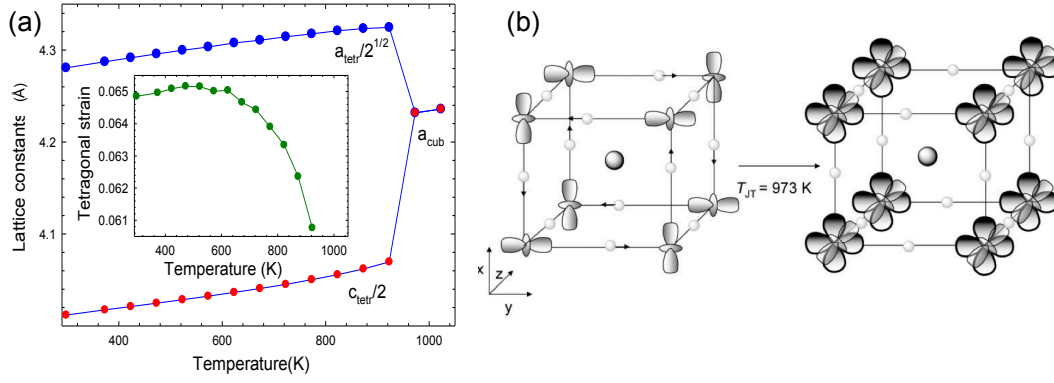 (a)
(b)
Lattice constants (Å)
4.3
4.2
4.1
400
600
800
1000
Temperature(K)
a_tetr/2^1/2
a_cub
c_tetr/2
Tetragonal strain
0.065
0.064
0.063
0.062
0.061
400 600 800 1000
Temperature (K)
T_JT = 973 K
x
z
y